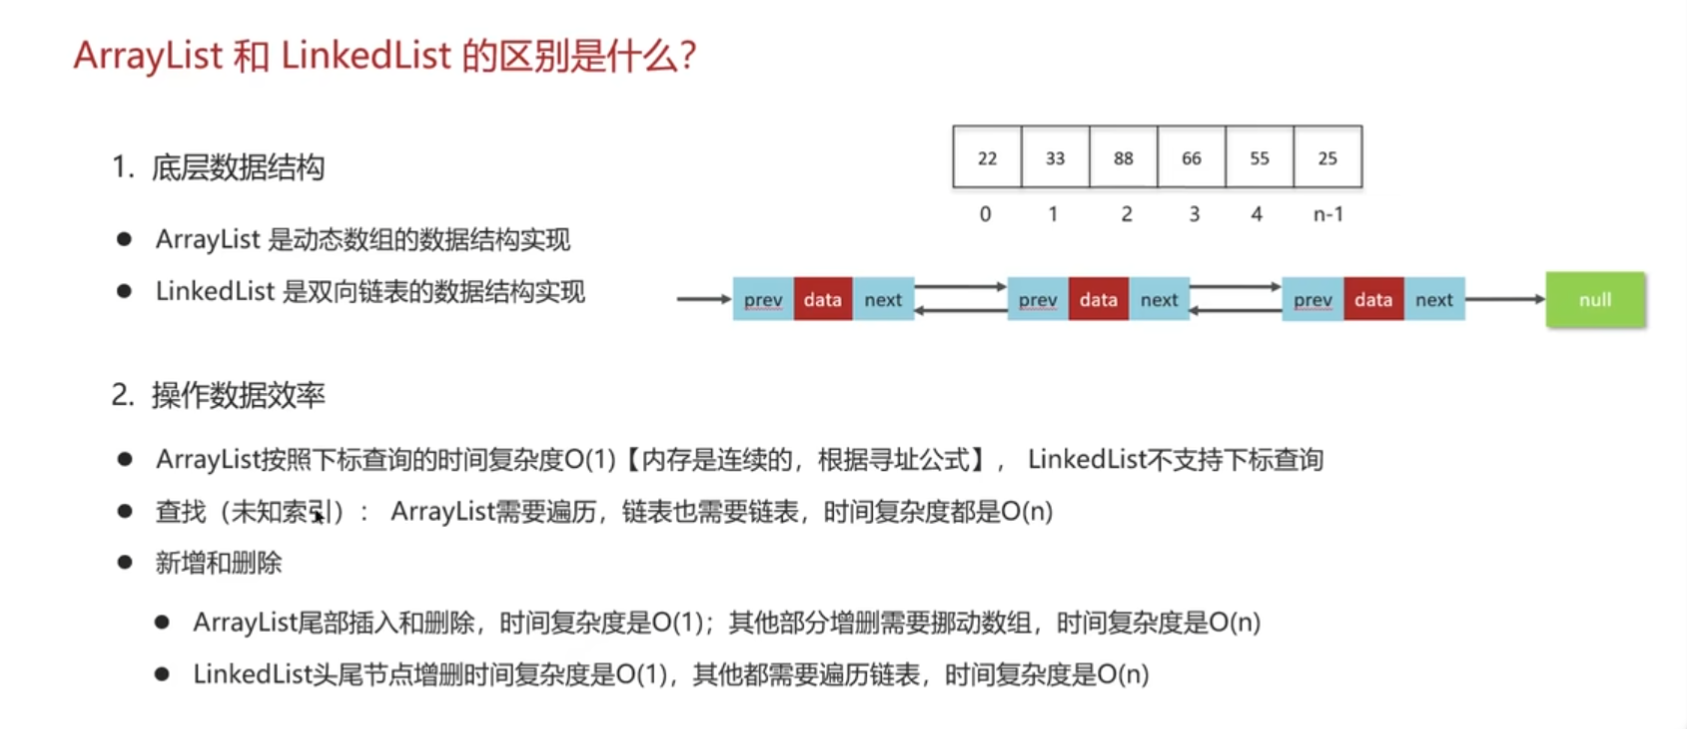 ArrayList 和 LinkedList 的区别是什么?
1. 底层数据结构
22 33 88 66 55 25
0 1 2 3 4 n-1
● ArrayList 是动态数组的数据结构实现
● LinkedList 是双向链表的数据结构实现
prev data next prev data next prev data next null
2. 操作数据效率
● ArrayList按照下标查询的时间复杂度O(1)【内存是连续的，根据寻址公式】， LinkedList不支持下标查询
● 查找（未知索引）： ArrayList需要遍历，链表也需要链表，时间复杂度都是O(n)
● 新增和删除
● ArrayList尾部插入和删除，时间复杂度是O(1)；其他部分增删需要挪动数组，时间复杂度是O(n)
● LinkedList头尾节点增删时间复杂度是O(1)，其他都需要遍历链表，时间复杂度是O(n)